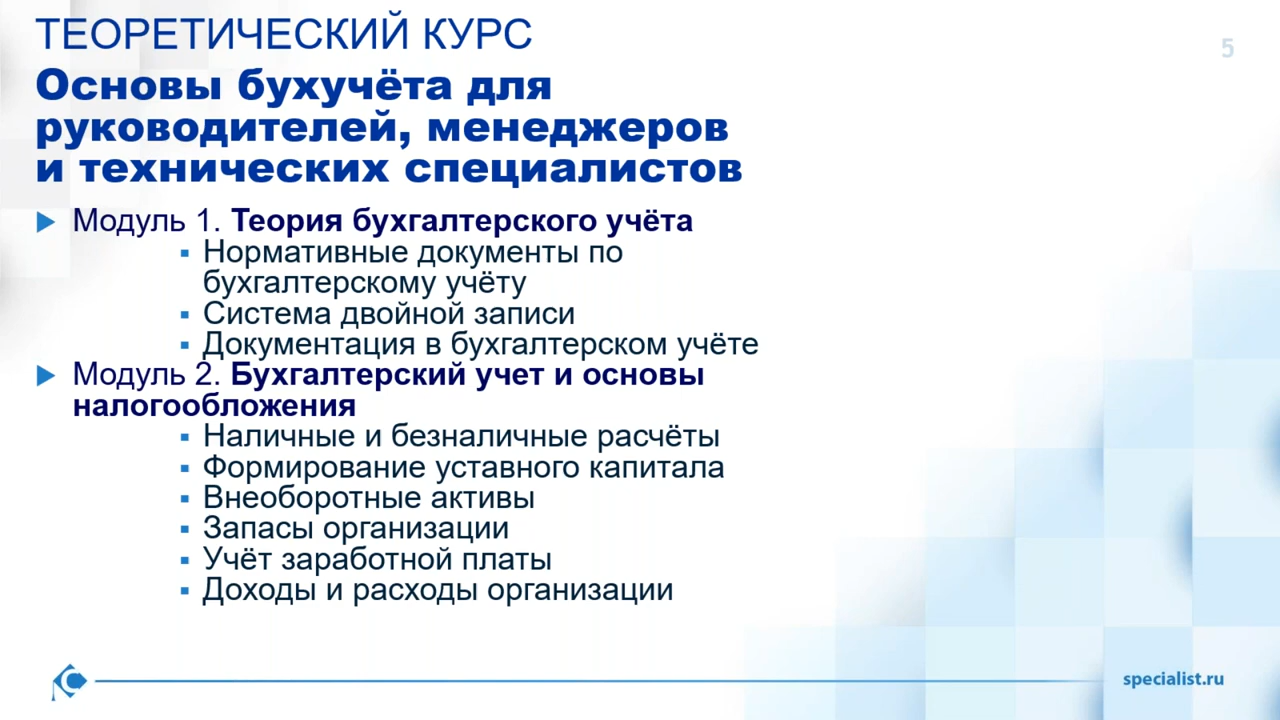 ТЕОРЕТИЧЕСКИЙ КУРС
5
Основы бухучёта для
руководителей, менеджеров
и технических специалистов
Модуль 1. Теория бухгалтерского учёта
Нормативные документы по
бухгалтерскому учёту
Система двойной записи
Документация в бухгалтерском учёте
Модуль 2. Бухгалтерский учет и основы
налогообложения
Наличные и безналичные расчёты
Формирование уставного капитала
Внеоборотные активы
Запасы организации
Учёт заработной платы
Доходы и расходы организации
specialist.ru